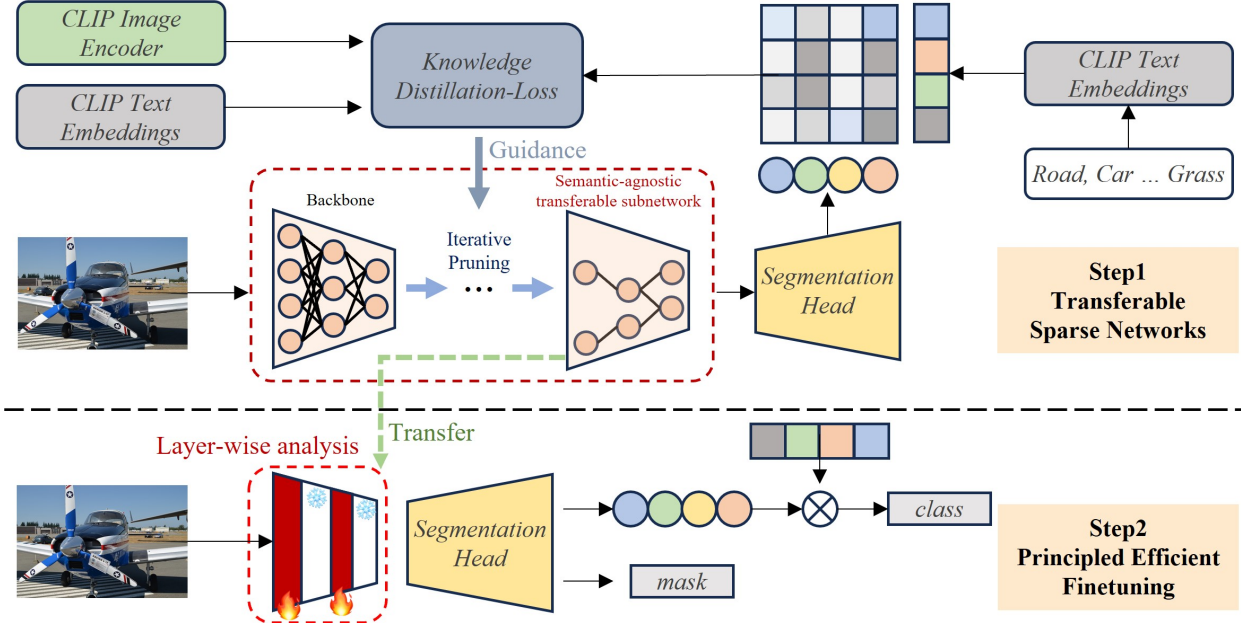 CLIP Image
Encoder
CLIP Text
Embeddings
Knowledge
Distillation-Loss
CLIP Text
Embeddings
Road, Car ... Grass
Guidance
Backbone
Iterative
Pruning
...
Semantic-agnostic
transferable subnetwork
Segmentation
Head
Step1
Transferable
Sparse Networks
Transfer
Layer-wise analysis
Segmentation
Head
class
mask
Step2
Principled Efficient
Finetuning